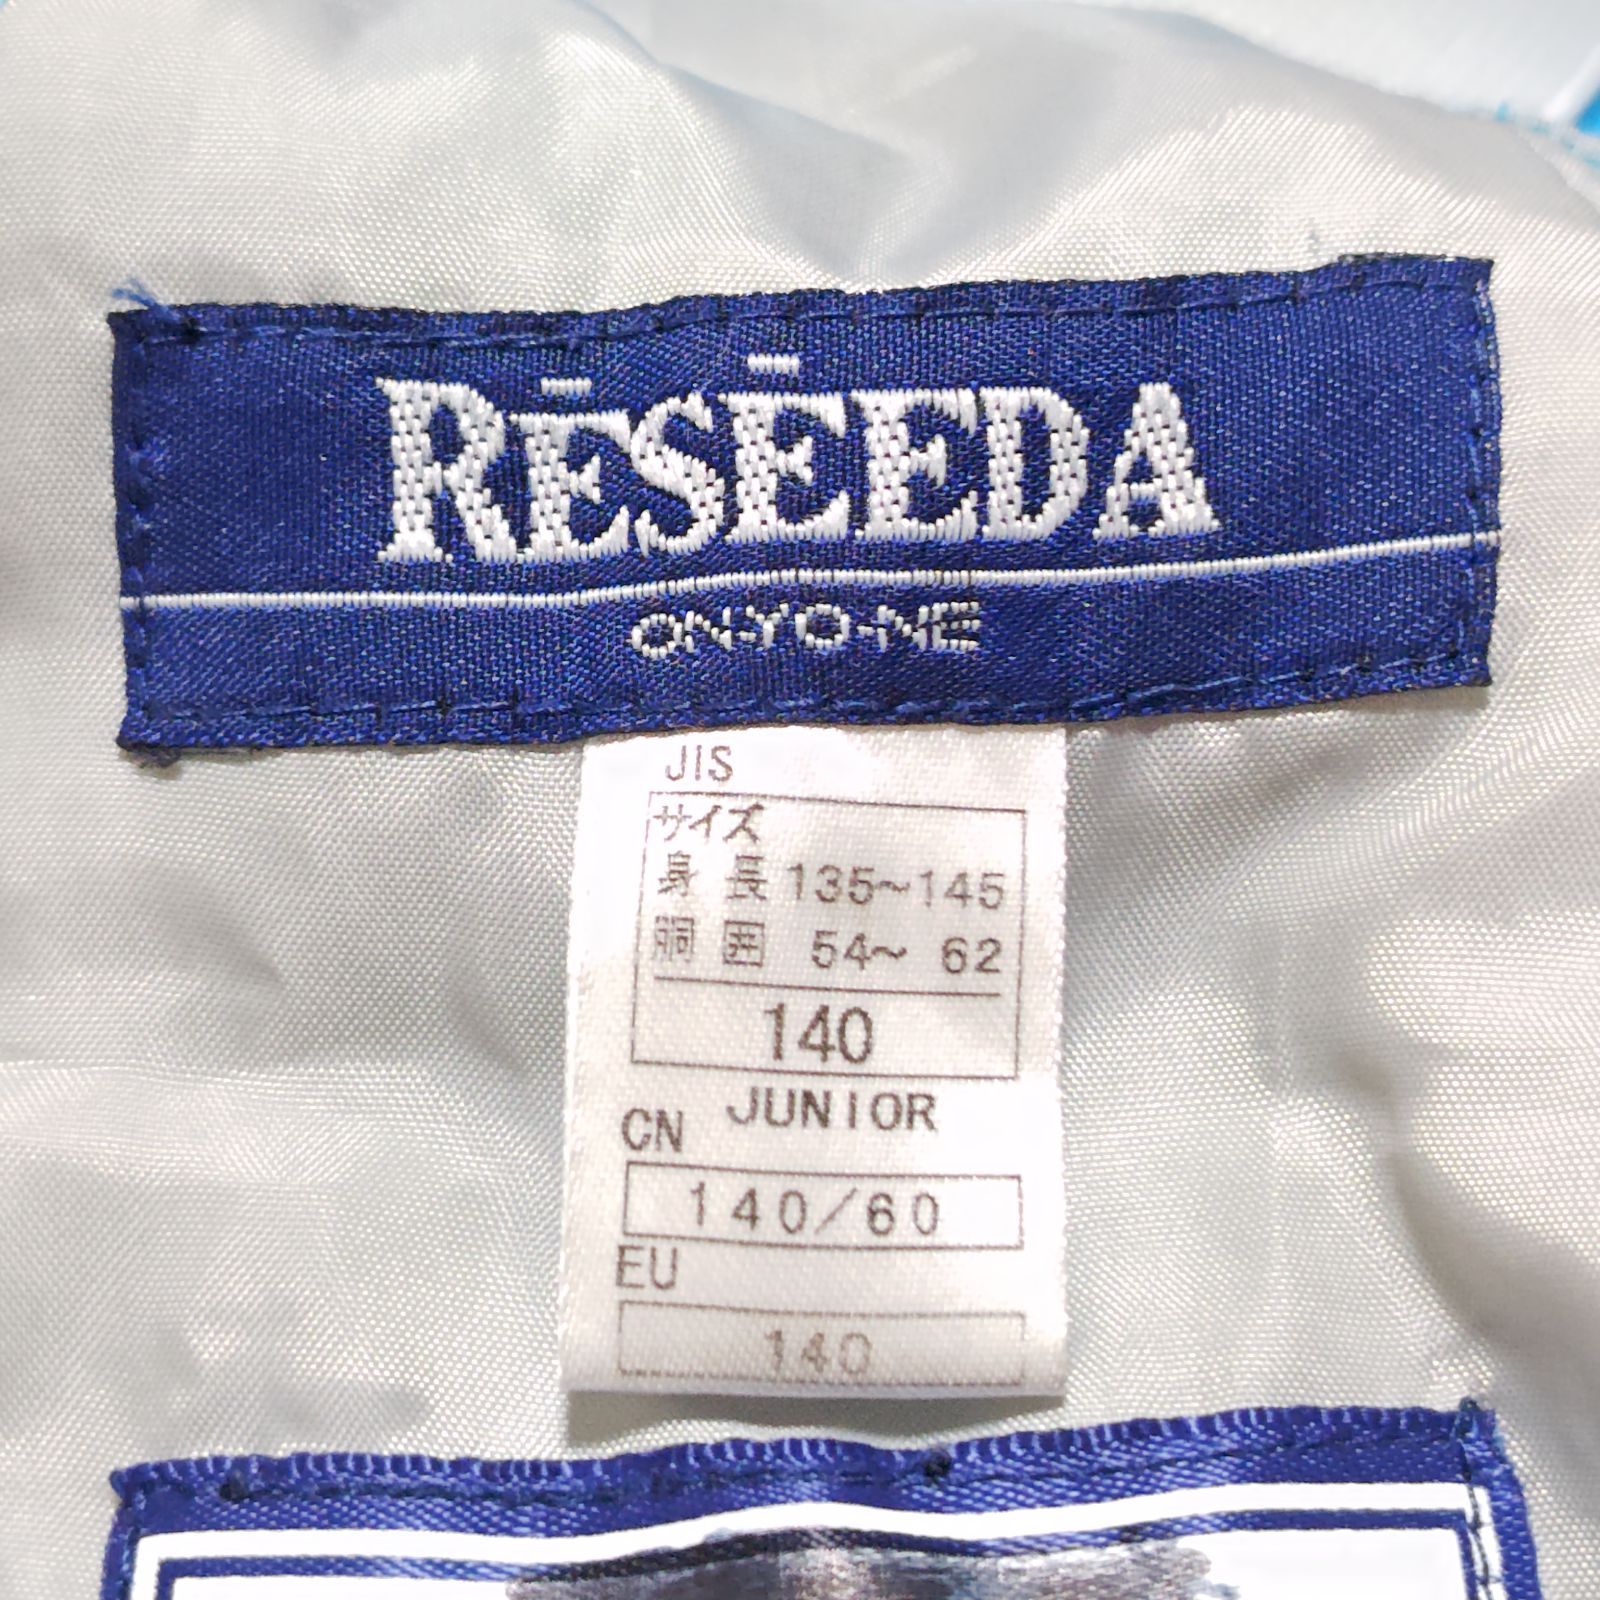 RĒSĒEDA
ON-YO-NE
JIS
サイズ
身長 135~145
胴囲 54~ 62
140
JUNIOR
CN
140/60
EU
140